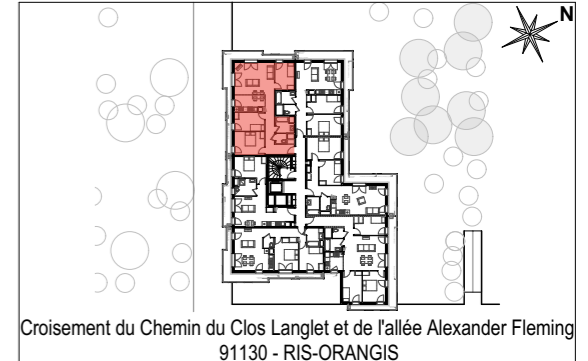 N
Croisement du Chemin du Clos Langlet et de l'allée Alexander Fleming
91130 - RIS-ORANGIS